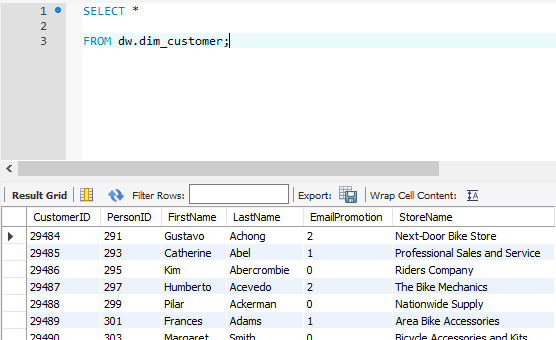 1 SELECT *
2
3 FROM dw.dim_customer;
Result Grid Filter Rows: Export: Wrap Cell Content: IA
CustomerID PersonID FirstName LastName EmailPromotion StoreName
29484 291 Gustavo Achong 2 Next-Door Bike Store
29485 293 Catherine Abel 1 Professional Sales and Service
29486 295 Kim Abercrombie 0 Riders Company
29487 297 Humberto Acevedo 2 The Bike Mechanics
29488 299 Pilar Ackerman 0 Nationwide Supply
29489 301 Frances Adams 1 Area Bike Accessories
29490 303 Margaret Smith 0 Bicycle Accessories and Kits